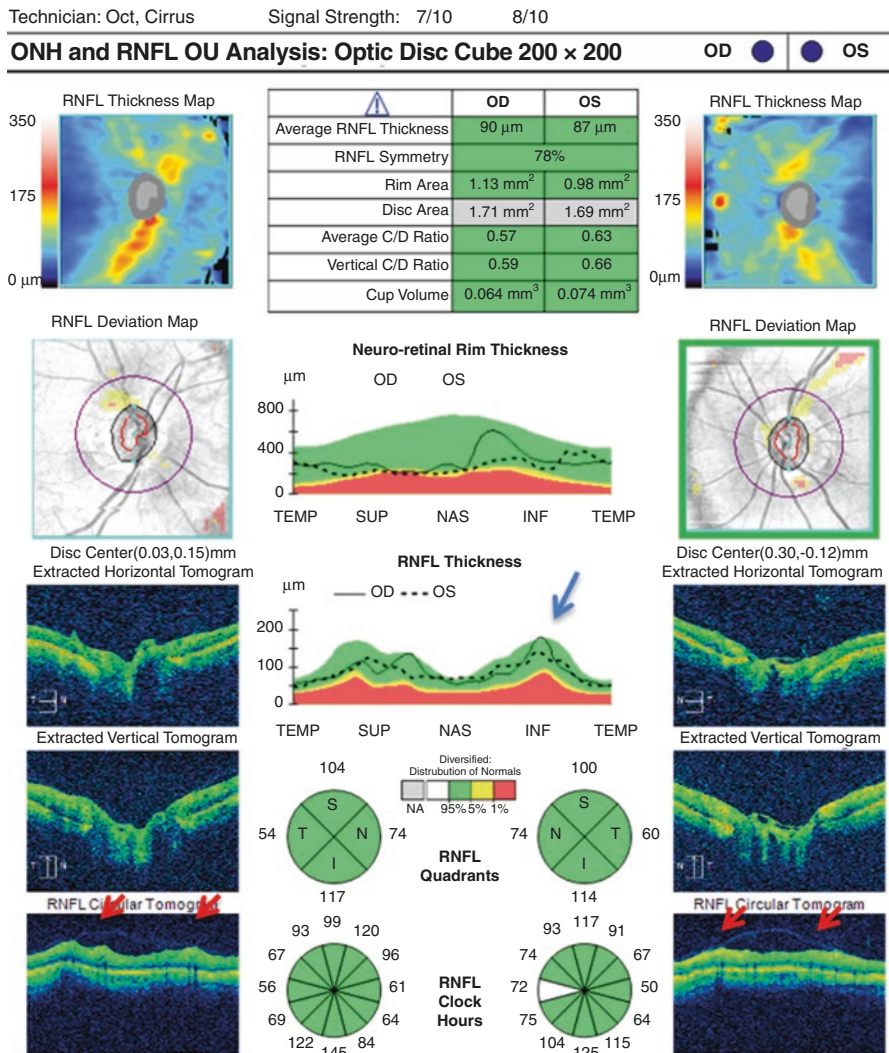 Technician: Oct, Cirrus Signal Strength: 7/10 8/10
ONH and RNFL OU Analysis: Optic Disc Cube 200 × 200 OD OS
RNFL Thickness Map
350
175
0 μm
OD OS
Average RNFL Thickness 90 μm 87 μm
RNFL Symmetry 78%
Rim Area 1.13 mm² 0.98 mm²
Disc Area 1.71 mm² 1.69 mm²
Average C/D Ratio 0.57 0.63
Vertical C/D Ratio 0.59 0.66
Cup Volume 0.064 mm³ 0.074 mm³
RNFL Thickness Map
350
175
0μm
RNFL Deviation Map
Disc Center(0.03,0.15)mm
Neuro-retinal Rim Thickness
μm OD OS
800
400
0
TEMP SUP NAS INF TEMP
RNFL Deviation Map
Disc Center(0.30,-0.12)mm
Extracted Horizontal Tomogram
T N
RNFL Thickness
μm OD OS
200
100
0
TEMP SUP NAS INF TEMP
Extracted Horizontal Tomogram
T N
Extracted Vertical Tomogram
Diversified:
Distrubution of Normals
NA 95% 5% 1%
104
S
54 T N 74
I
117
RNFL
Quadrants
100
S
74 N T 60
I
114
Extracted Vertical Tomogram
RNFL Circular Tomogram
99
93 120
67 96
56 61
69 64
122 84
145
RNFL
Clock
Hours
117
93 91
74 67
72 50
75 64
104 115
125
RNFL Circular Tomogram